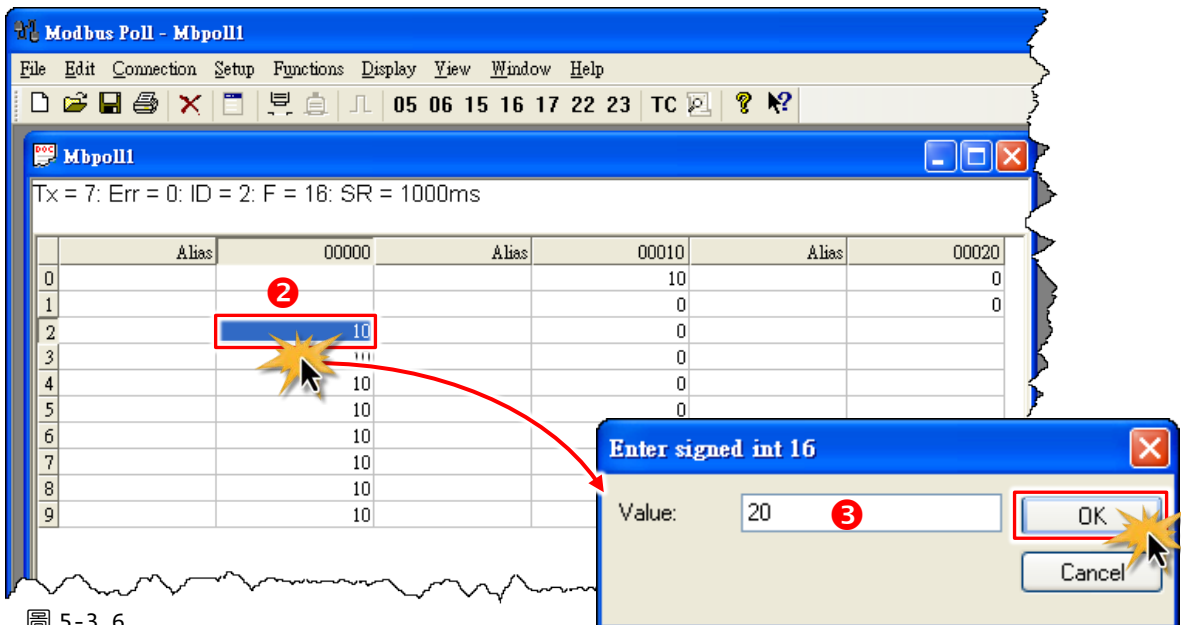 Modbus Poll - Mbpoll1
File Edit Connection Setup Functions Display View Window Help
05 06 15 16 17 22 23 TC
Mbpoll1
Tx = 7: Err = 0: ID = 2: F = 16: SR = 1000ms
Alias 00000 Alias 00010 Alias 00020
0 10 0
1 0 0
2 10 0
3 0
4 10 0
5 10 0
6 10
7 10
8 10
9 10
2
Enter signed int 16
Value: 20 3 OK
Cancel
圖 5-3.6